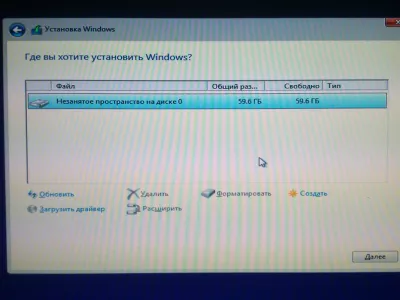 Установка Windows
Где вы хотите установить Windows?
Файл Общий раз... Свободно Тип
Незанятое пространство на диске 0 59.6 ГБ 59.6 ГБ
Обновить Удалить Форматировать Создать
Загрузить драйвер Расширить
Далее